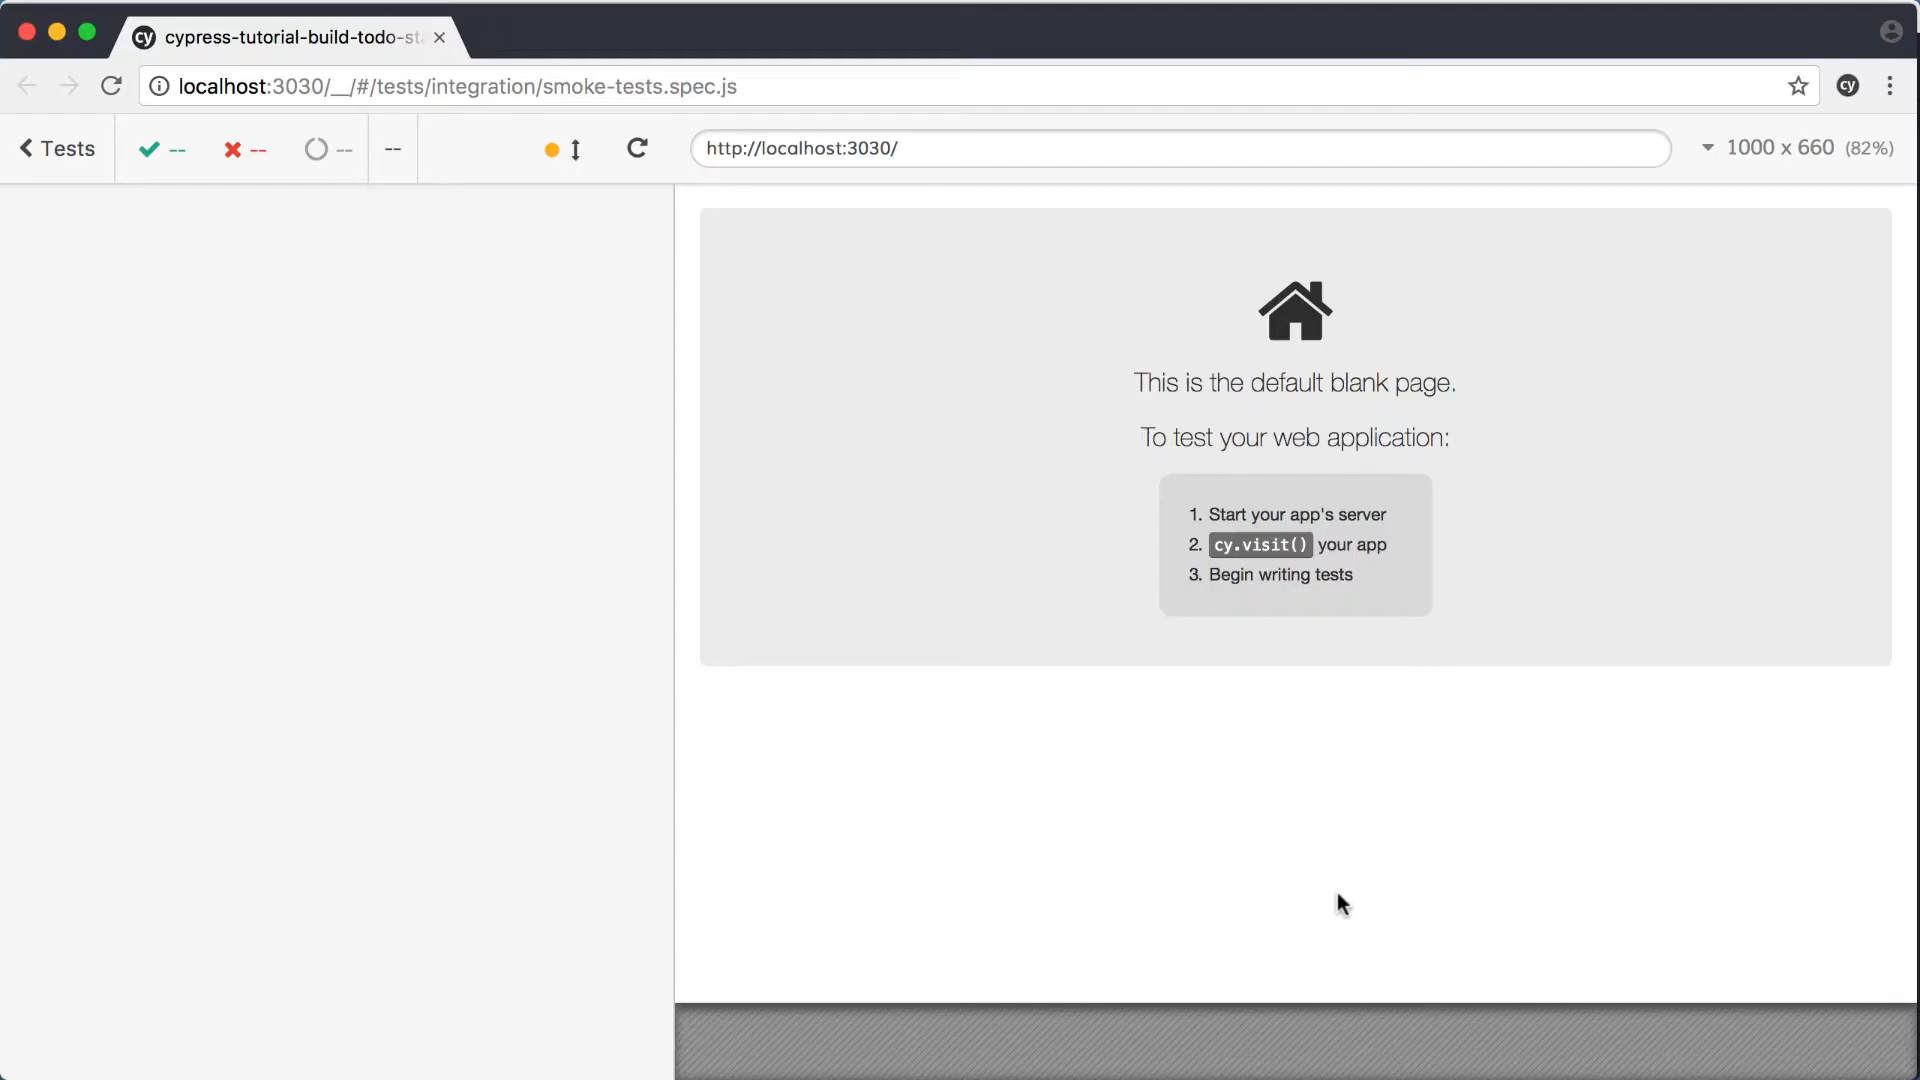 cy cypress-tutorial-build-todo-st
localhost:3030/__/#/tests/integration/smoke-tests.spec.js cy
Tests -- -- -- -- http://localhost:3030/ 1000 x 660 (82%)
This is the default blank page.
To test your web application:
1. Start your app's server
2. cy.visit() your app
3. Begin writing tests